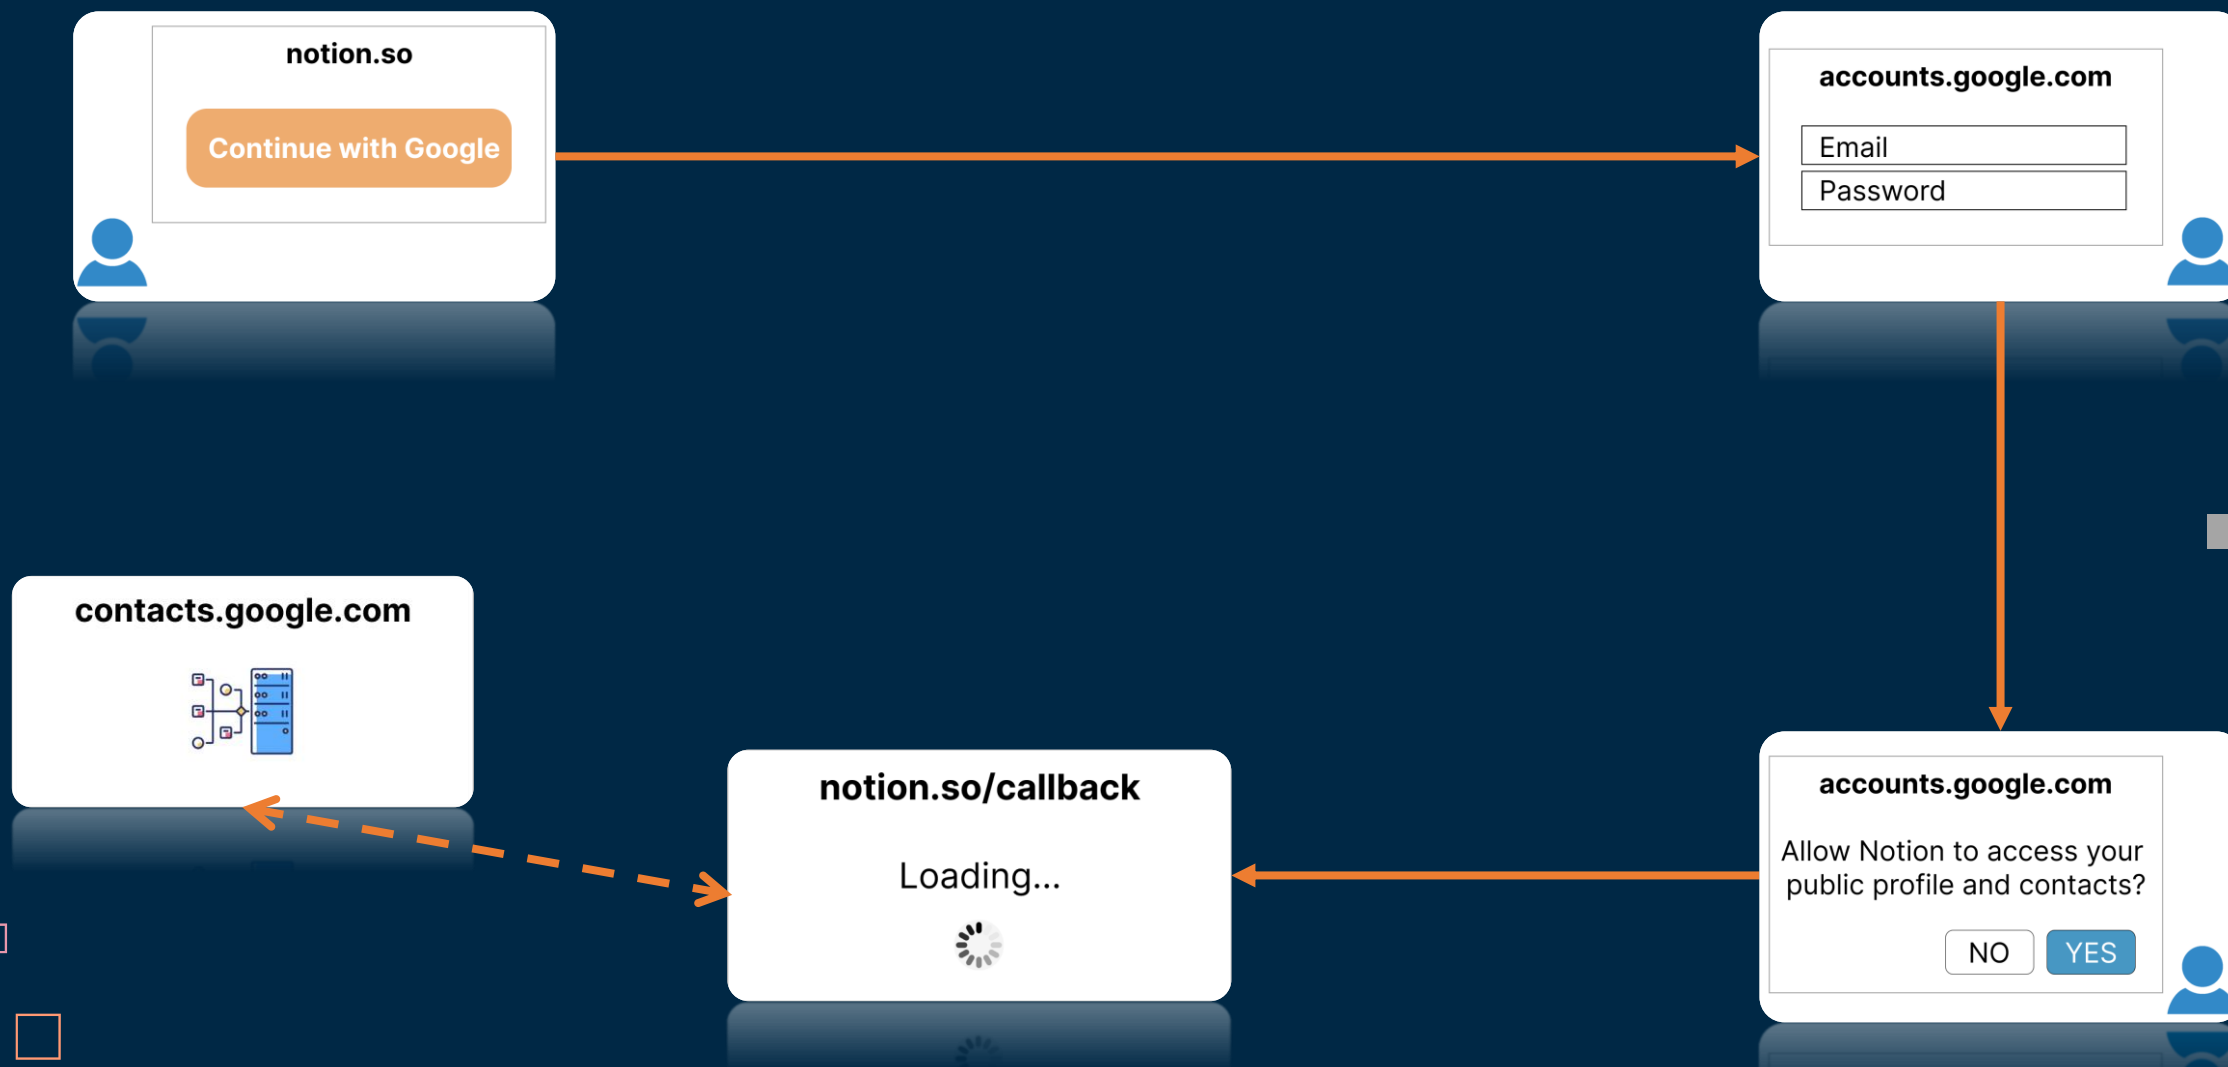 notion.so
Continue with Google
accounts.google.com
Email
Password
contacts.google.com
notion.so/callback
Loading...
accounts.google.com
Allow Notion to access your
public profile and contacts?
NO YES